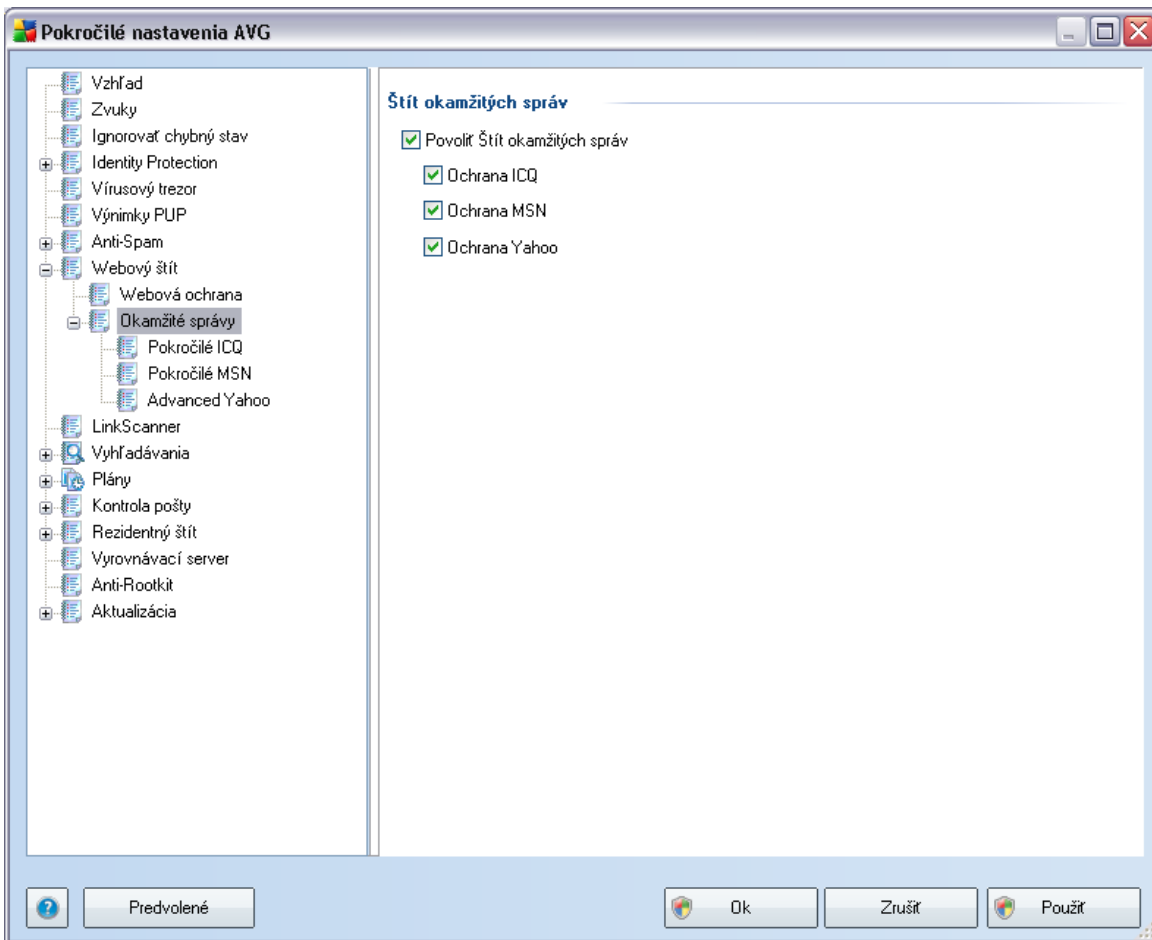 Pokročilé nastavenia AVG
Vzhľad
Zvuky
Ignorovať chybný stav
Identity Protection
Vírusový trezor
Výnimky PUP
Anti-Spam
Webový štít
Webová ochrana
Okamžité správy
Pokročilé ICQ
Pokročilé MSN
Advanced Yahoo
LinkScanner
Vyhľadávania
Plány
Kontrola pošty
Rezidentný štít
Vyrovnávací server
Anti-Rootkit
Aktualizácia
Štít okamžitých správ
Povoliť Štít okamžitých správ
Ochrana ICQ
Ochrana MSN
Ochrana Yahoo
Predvolené
Ok
Zrušiť
Použiť